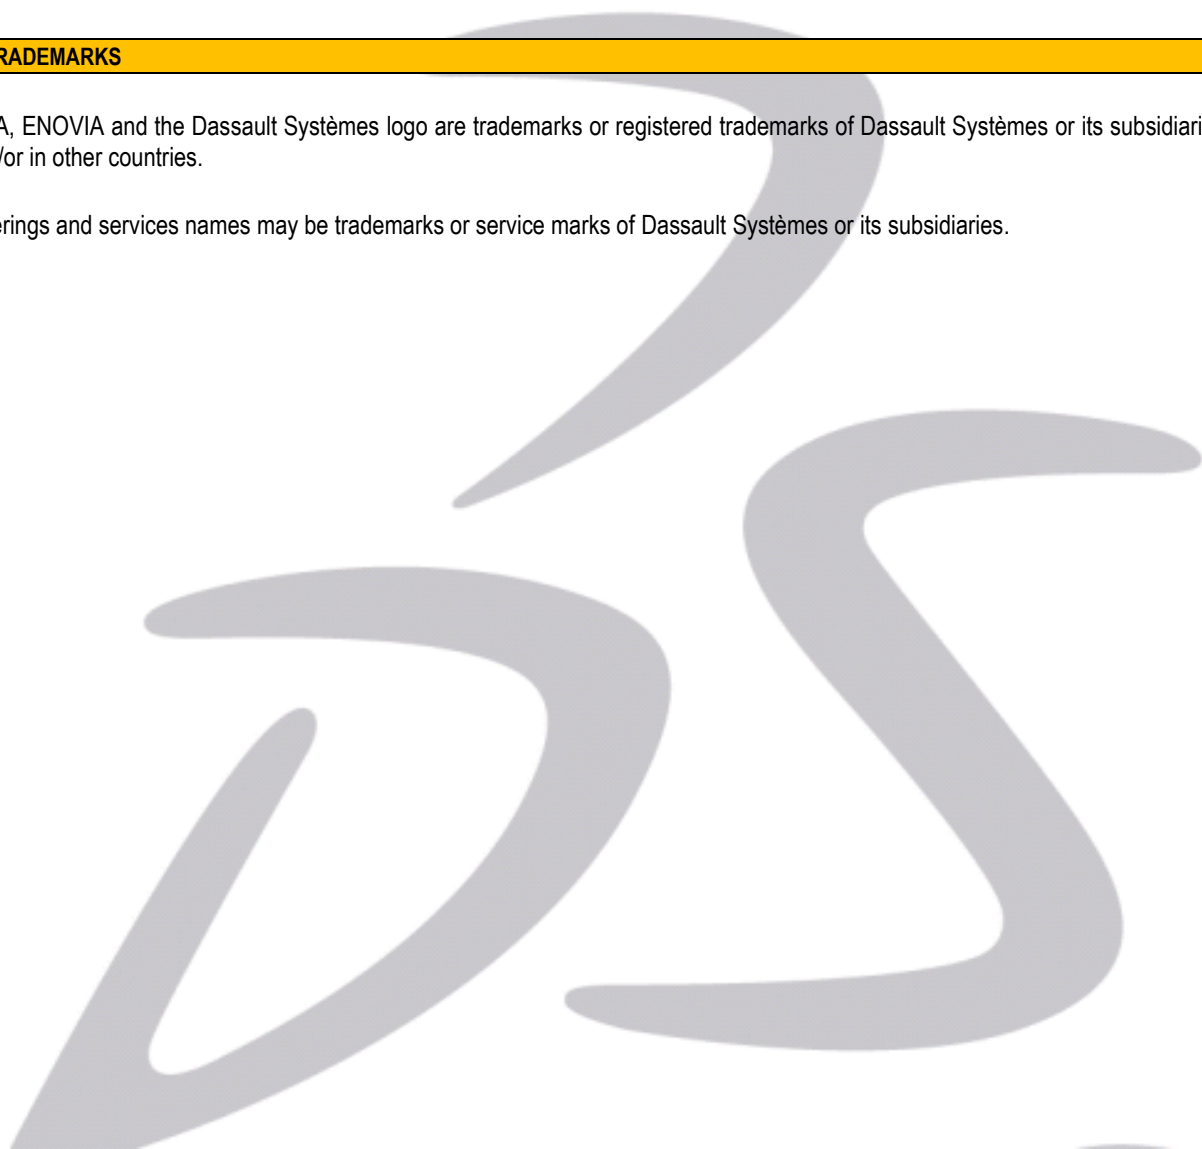 RADEMARKS
A, ENOVIA and the Dassault Systèmes logo are trademarks or registered trademarks of Dassault Systèmes or its subsidiari
/or in other countries.
erings and services names may be trademarks or service marks of Dassault Systèmes or its subsidiaries.